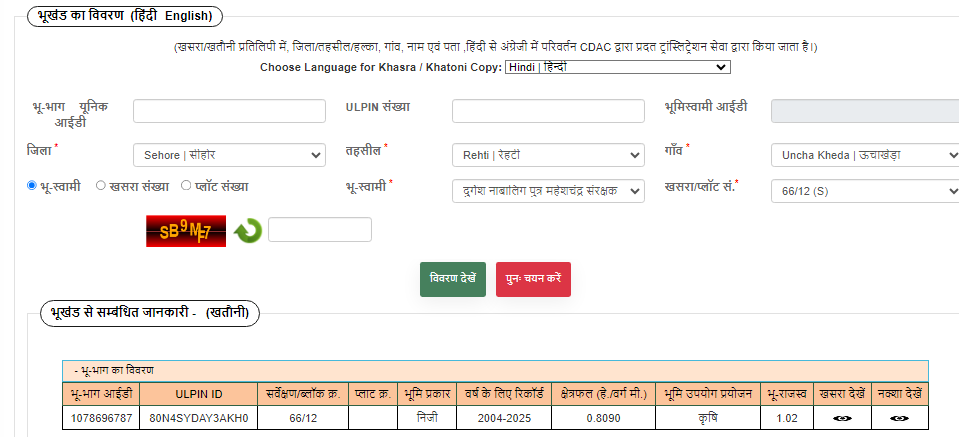 भूखंड का विवरण (हिंदी English)
(खसरा/खतौनी प्रतिलिपी में, जिला/तहसील/हल्का, गांव, नाम एवं पता ,हिंदी से अंग्रेजी में परिवर्तन CDAC द्वारा प्रदत ट्रांस्लिट्रेशन सेवा द्वारा किया जाता है।)
Choose Language for Kasra / Khatoni Copy: Hindi | हिन्दी
भू-भाग यूनिक आईडी ULPIN संख्या भूमिस्वामी आईडी
जिला * Sehore | सीहोर तहसील * Rehti | रेहटी गाँव * Uncha Kheda | ऊचाखेड़ा
भू-स्वामी खसरा संख्या प्लॉट संख्या भू-स्वामी * दुर्गेश नाबालिग पुत्र महेशचंद्र संरक्षक खसरा/प्लॉट सं.* 66/12 (S)
SB9MF7
विवरण देखें पुनः चयन करें
भूखंड से सम्बंधित जानकारी - (खतौनी)
- भू-भाग का विवरण
भू-भाग आईडी ULPIN ID सर्वेक्षण/ब्लॉक क्र. प्लाट क्र. भूमि प्रकार वर्ष के लिए रिकॉर्ड क्षेत्रफल (हे./वर्ग मी.) भूमि उपयोग प्रयोजन भू-राजस्व खसरा देखें नक्शा देखें
1078696787 80N4SYDAY3AKH0 66/12 निजी 2004-2025 0.8090 कृषि 1.02